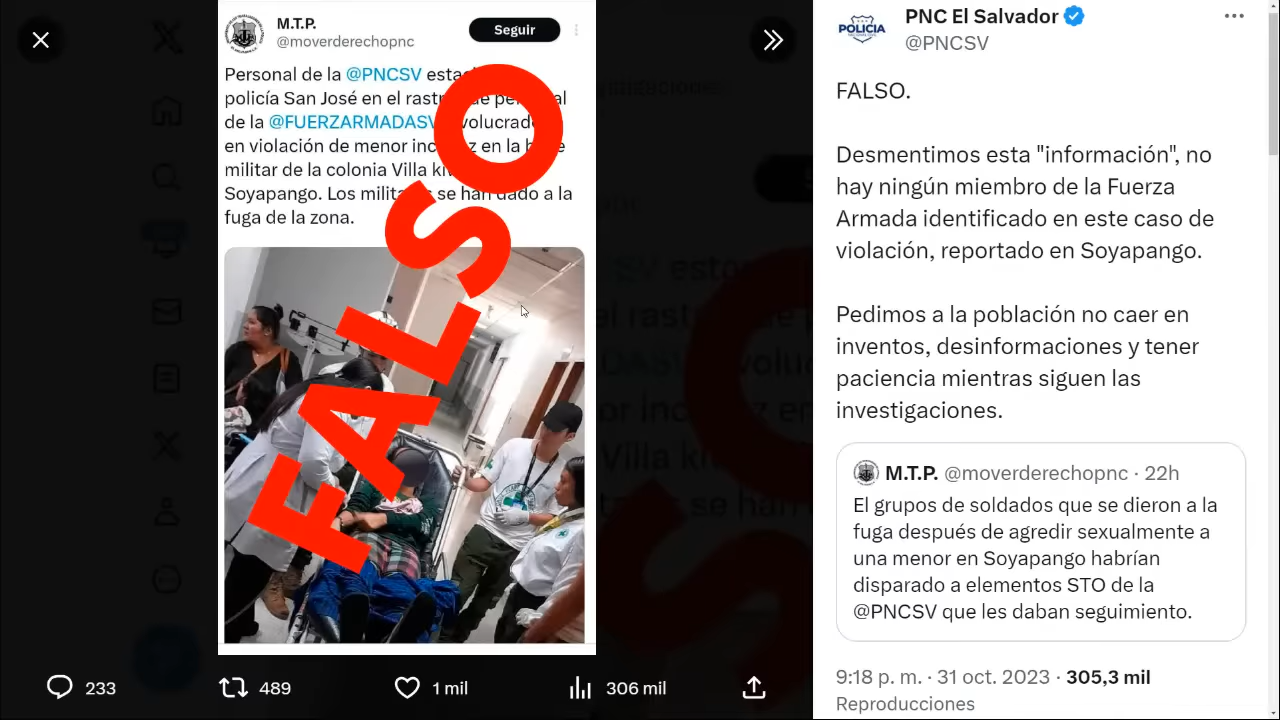 M.T.P.
@moverderechopnc
Seguir
Personal de la @PNCSV
policía San José en el
de la @FUERZARMADASV
en violación de menor en la
militar de la colonia Villa
Soyapango. Los se han dado a la
fuga de la zona.
FALSO
233
489
1 mil
306 mil
POLICIA
PNC El Salvador
@PNCSV
FALSO.
Desmentimos esta "información", no
hay ningún miembro de la Fuerza
Armada identificado en este caso de
violación, reportado en Soyapango.
Pedimos a la población no caer en
inventos, desinformaciones y tener
paciencia mientras siguen las
investigaciones.
M.T.P. @moverderechopnc · 22h
El grupos de soldados que se dieron a la
fuga después de agredir sexualmente a
una menor en Soyapango habrían
disparado a elementos STO de la
@PNCSV que les daban seguimiento.
9:18 p. m. · 31 oct. 2023 · 305,3 mil
Reproducciones